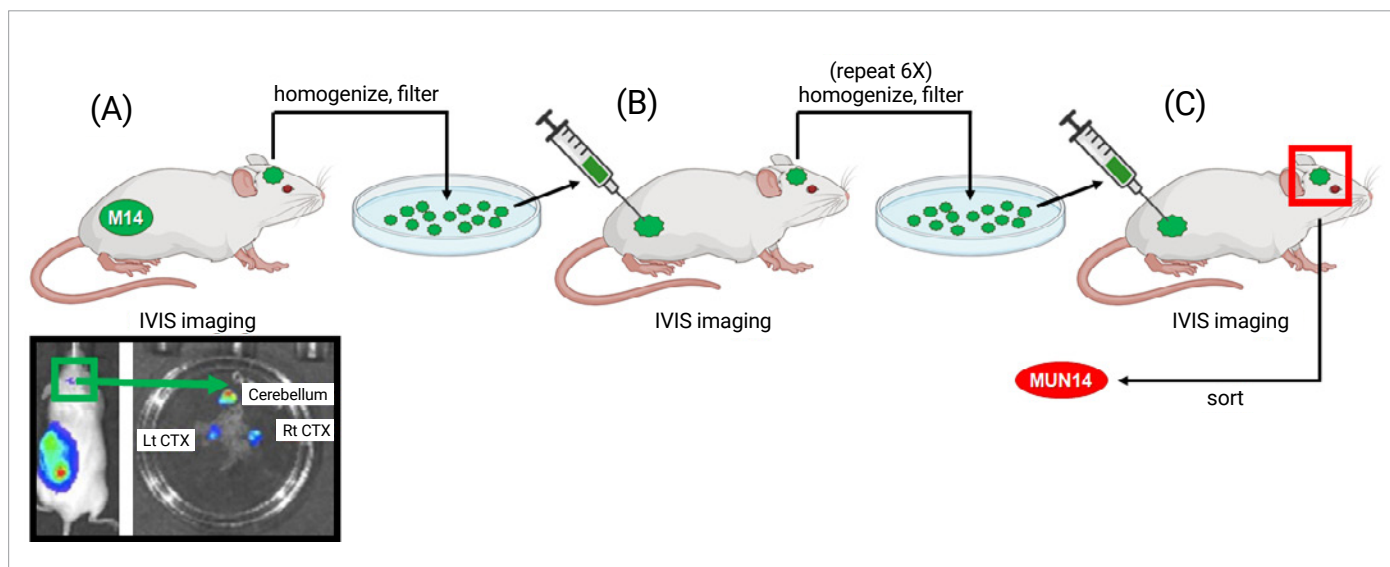 (A)
homogenize, filter
(B)
(repeat 6X)
homogenize, filter
(C)
M14
IVIS imaging
IVIS imaging
IVIS imaging
Cerebellum
Lt CTX
Rt CTX
MUN14
sort